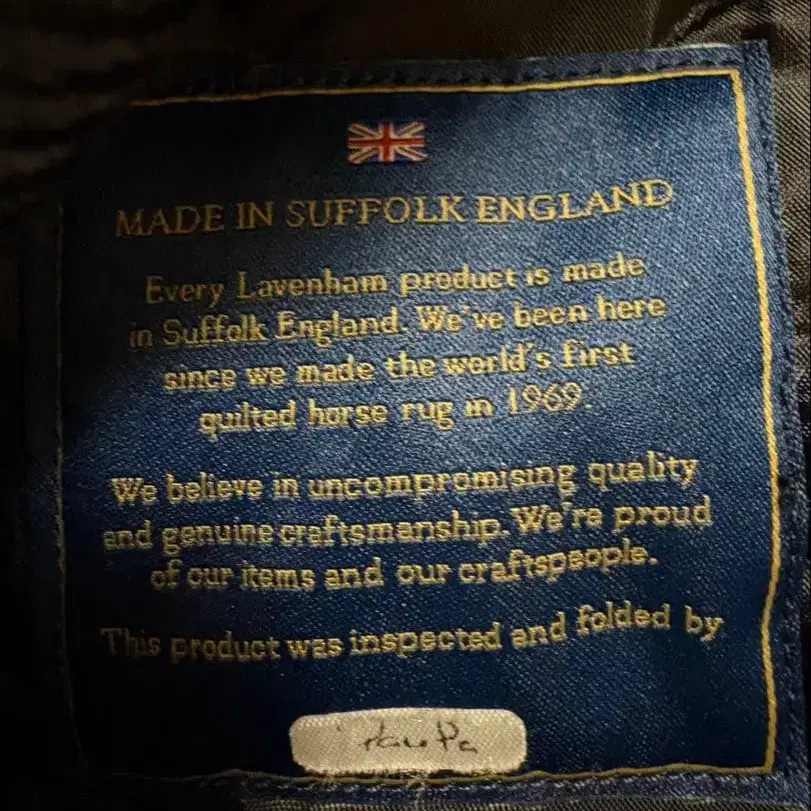 MADE IN SUFFOLK ENGLAND
Every Lavenham product is made
in Suffolk England. We've been here
since we made the world's first
quilted horse rug in 1969.
We believe in uncompromising quality
and genuine craftsmanship. We're proud
of our items and our craftspeople.
This product was inspected and folded by